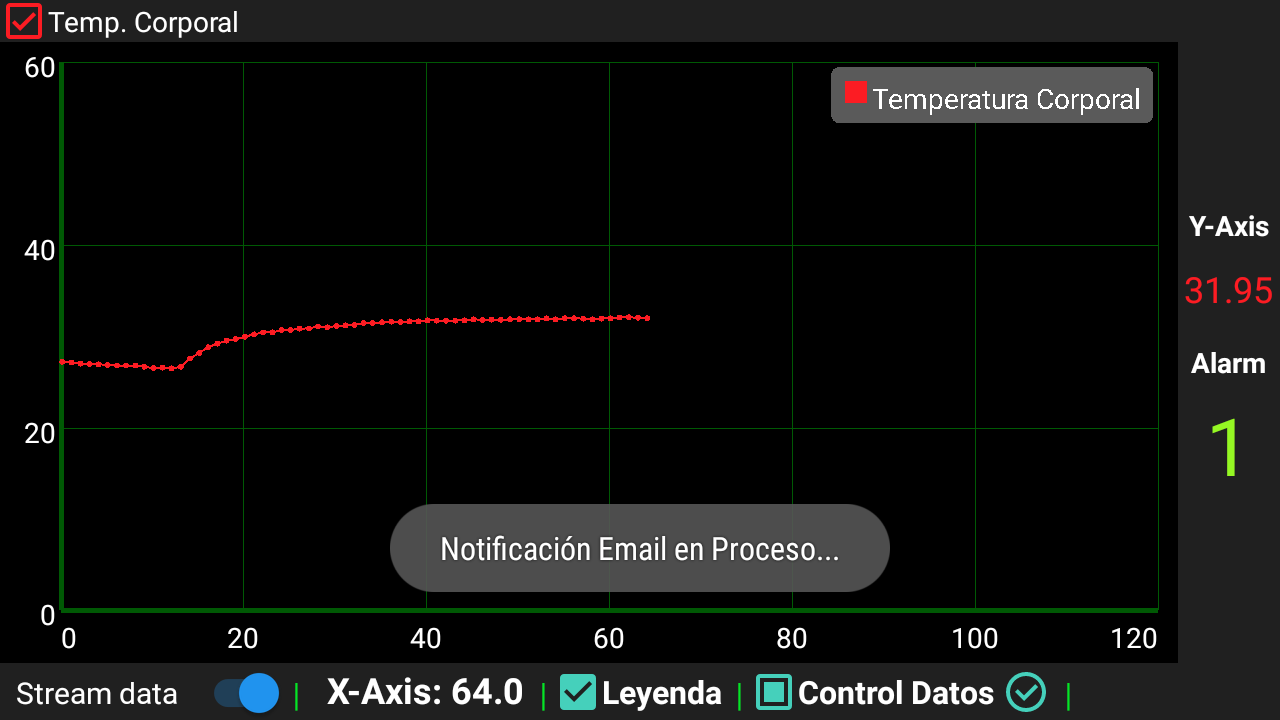 Temp. Corporal
60
Temperatura Corporal
Y-Axis
40
31.95
Alarm
20
1
Notificación Email en Proceso...
0
0 20 40 60 80 100 120
Stream data | X-Axis: 64.0 | Leyenda | Control Datos |